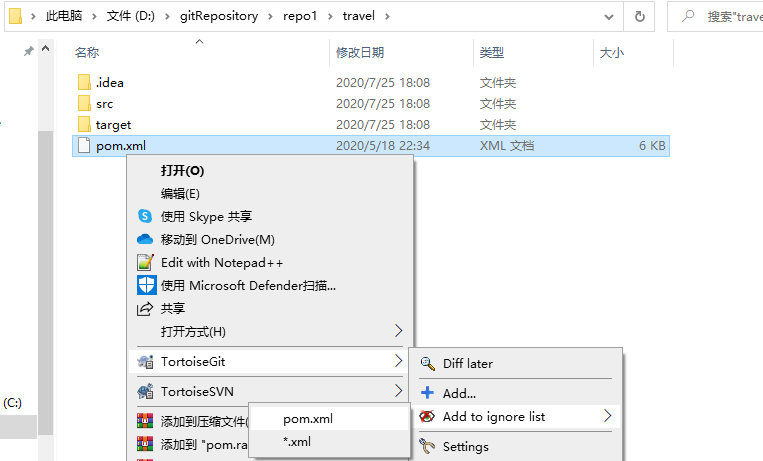 此电脑 > 文件 (D:) > gitRepository > repo1 > travel >
搜索"trave
名称 修改日期 类型 大小
.idea 2020/7/25 18:08 文件夹
src 2020/7/25 18:08 文件夹
target 2020/7/25 18:08 文件夹
pom.xml 2020/5/18 22:34 XML 文档 6 KB
打开(O)
编辑(E)
使用 Skype 共享
移动到 OneDrive(M)
Edit with Notepad++
使用 Microsoft Defender扫描...
共享
打开方式(H)
TortoiseGit
Diff later
TortoiseSVN
Add...
(C:)
添加到压缩文件(
pom.xml
Add to ignore list
添加到 "pom.ra
*.xml
Settings